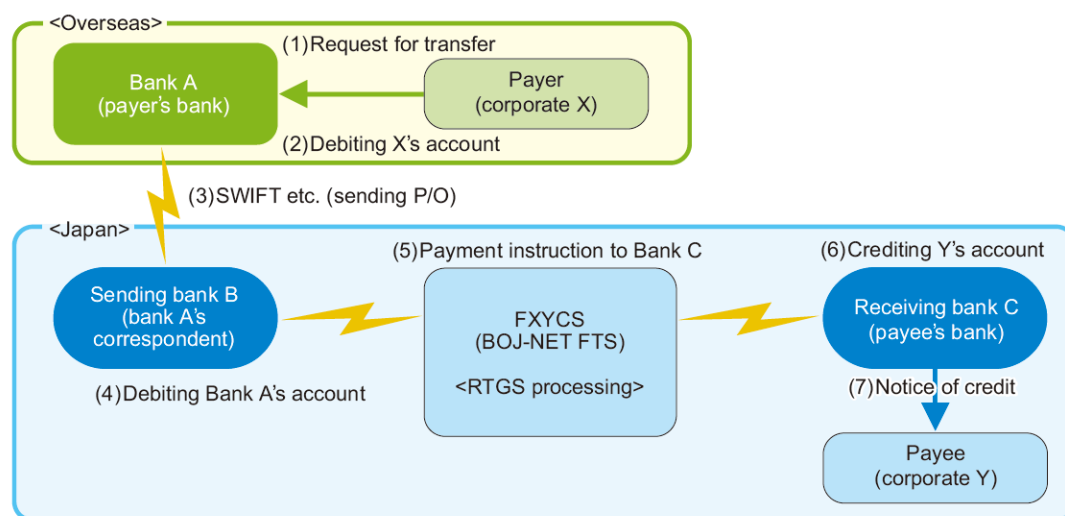 <Overseas>
(1)Request for transfer
Bank A
(payer's bank)
Payer
(corporate X)
(2)Debiting X's account
(3)SWIFT etc. (sending P/O)
<Japan>
(5)Payment instruction to Bank C
(6)Crediting Y's account
Sending bank B
(bank A's
correspondent)
FXYCS
(BOJ-NET FTS)
<RTGS processing>
Receiving bank C
(payee's bank)
(4)Debiting Bank A's account
(7)Notice of credit
Payee
(corporate Y)